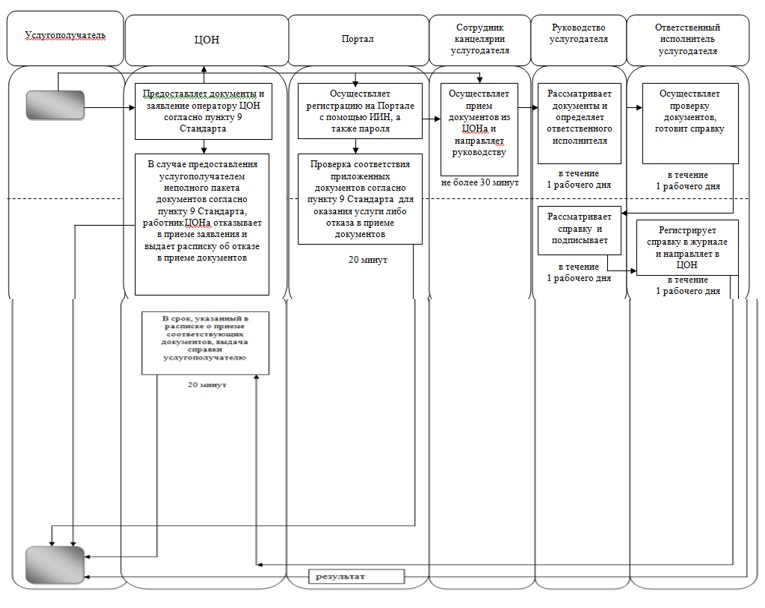 Услугополучатель
ЦОН
Портал
Сотрудник
канцелярии
услугодателя
Руководство
услугодателя
Ответственный
исполнитель
услугодателя
Предоставляет документы и
заявление оператору ЦОН
согласно пункту 9
Стандарта
Осуществляет
регистрацию на Портале
с помощью ИИН, а
также пароля
Осуществляет
прием
документов из
ЦОНа и
направляет
руководству
не более 30 минут
Рассматривает
документы и
определяет
ответственного
исполнителя
в течение
1 рабочего дня
Осуществляет
проверку
документов,
готовит справку
в течение
1 рабочего дня
В случае предоставления
услугополучателем
неполного пакета
документов согласно
пункту 9 Стандарта,
работникЦОНа отказывает
в приеме заявления и
выдает расписку об отказе
в приеме документов
Проверка соответствия
приложенных
документов согласно
пункту 9 Стандарта для
оказания услуги либо
отказа в приеме
документов
20 минут
Рассматривает
справку и
подписывает
в течение
1 рабочего дня
Регистрирует
справку в журнале
и направляет в
ЦОН
в течение
1 рабочего дня
В срок, указанный в
расписке о приеме
соответствующих
документов, выдача
справки
услугополучателю
20 минут
результат